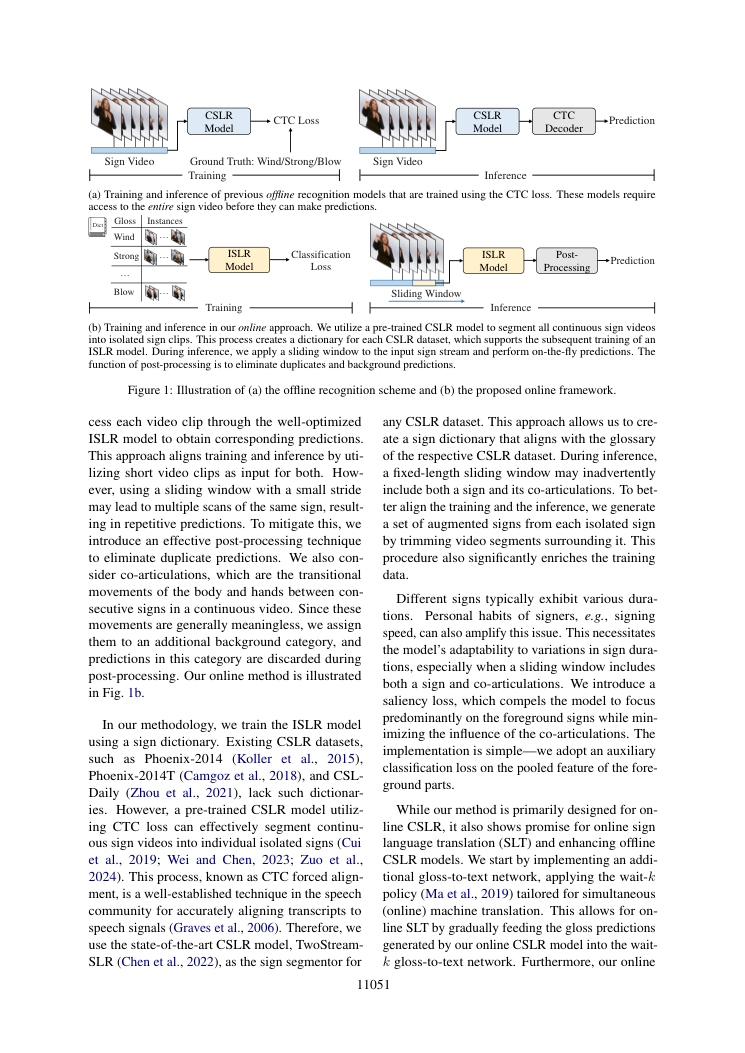 CSLR
Model
CTC Loss
Sign Video
Ground Truth: Wind/Strong/Blow
Training
CSLR
Model
CTC
Decoder
Prediction
Sign Video
Inference
(a) Training and inference of previous offline recognition models that are trained using the CTC loss. These models require
access to the entire sign video before they can make predictions.
Dict
Gloss Instances
Wind ...
Strong ...
...
Blow ...
ISLR
Model
Classification
Loss
Training
ISLR
Model
Post-
Processing
Prediction
Sliding Window
Inference
(b) Training and inference in our online approach. We utilize a pre-trained CSLR model to segment all continuous sign videos
into isolated sign clips. This process creates a dictionary for each CSLR dataset, which supports the subsequent training of an
ISLR model. During inference, we apply a sliding window to the input sign stream and perform on-the-fly predictions. The
function of post-processing is to eliminate duplicates and background predictions.
Figure 1: Illustration of (a) the offline recognition scheme and (b) the proposed online framework.
cess each video clip through the well-optimized
ISLR model to obtain corresponding predictions.
This approach aligns training and inference by uti-
lizing short video clips as input for both. How-
ever, using a sliding window with a small stride
may lead to multiple scans of the same sign, result-
ing in repetitive predictions. To mitigate this, we
introduce an effective post-processing technique
to eliminate duplicate predictions. We also con-
sider co-articulations, which are the transitional
movements of the body and hands between con-
secutive signs in a continuous video. Since these
movements are generally meaningless, we assign
them to an additional background category, and
predictions in this category are discarded during
post-processing. Our online method is illustrated
in Fig. 1b.
In our methodology, we train the ISLR model
using a sign dictionary. Existing CSLR datasets,
such as Phoenix-2014 (Koller et al., 2015),
Phoenix-2014T (Camgoz et al., 2018), and CSL-
Daily (Zhou et al., 2021), lack such dictionar-
ies. However, a pre-trained CSLR model utiliz-
ing CTC loss can effectively segment continu-
ous sign videos into individual isolated signs (Cui
et al., 2019; Wei and Chen, 2023; Zuo et al.,
2024). This process, known as CTC forced align-
ment, is a well-established technique in the speech
community for accurately aligning transcripts to
speech signals (Graves et al., 2006). Therefore, we
use the state-of-the-art CSLR model, TwoStream-
SLR (Chen et al., 2022), as the sign segmentor for
any CSLR dataset. This approach allows us to cre-
ate a sign dictionary that aligns with the glossary
of the respective CSLR dataset. During inference,
a fixed-length sliding window may inadvertently
include both a sign and its co-articulations. To bet-
ter align the training and the inference, we generate
a set of augmented signs from each isolated sign
by trimming video segments surrounding it. This
procedure also significantly enriches the training
data.
Different signs typically exhibit various dura-
tions. Personal habits of signers, e.g., signing
speed, can also amplify this issue. This necessitates
the model's adaptability to variations in sign dura-
tions, especially when a sliding window includes
both a sign and co-articulations. We introduce a
saliency loss, which compels the model to focus
predominantly on the foreground signs while min-
imizing the influence of the co-articulations. The
implementation is simple—we adopt an auxiliary
classification loss on the pooled feature of the fore-
ground parts.
While our method is primarily designed for on-
line CSLR, it also shows promise for online sign
language translation (SLT) and enhancing offline
CSLR models. We start by implementing an addi-
tional gloss-to-text network, applying the wait-k
policy (Ma et al., 2019) tailored for simultaneous
(online) machine translation. This allows for on-
line SLT by gradually feeding the gloss predictions
generated by our online CSLR model into the wait-
k gloss-to-text network. Furthermore, our online
11051